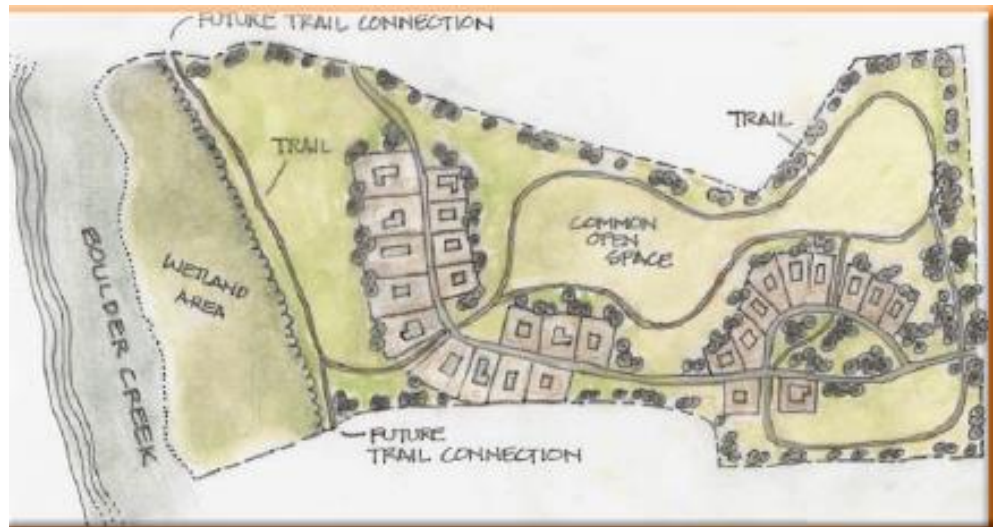 FUTURE TRAIL CONNECTION
TRAIL
TRAIL
COMMON
OPEN
SPACE
WETLAND
AREA
BOULDER CREEK
FUTURE
TRAIL CONNECTION